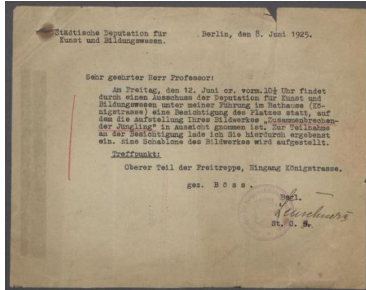 Städtische Deputation für Berlin, den 8. Juni 1925.
Kunst und Bildungswesen.
Sehr geehrter Herr Professor!
Am Freitag, den 12. Juni cr. vorm. 10½ Uhr findet
durch einen Ausschuss der Deputation für Kunst und
Bildungswesen unter meiner Führung im Rathause (Kö-
nigstrasse) eine Besichtigung des Platzes statt, auf
dem die Aufstellung Ihres Bildwerkes „Zusammenbrechen-
der Jüngling" in Aussicht gnommen ist. Zur Teilnahme
an der Besichtigung lade ich Sie hierdurch ergebenst
ein. Eine Schablone des Bildwerkes wird aufgestellt.
Treffpunkt:
Oberer Teil der Freitreppe, Eingang Königstrasse.
gez. B ö s s .
Begl.
St. O. S.